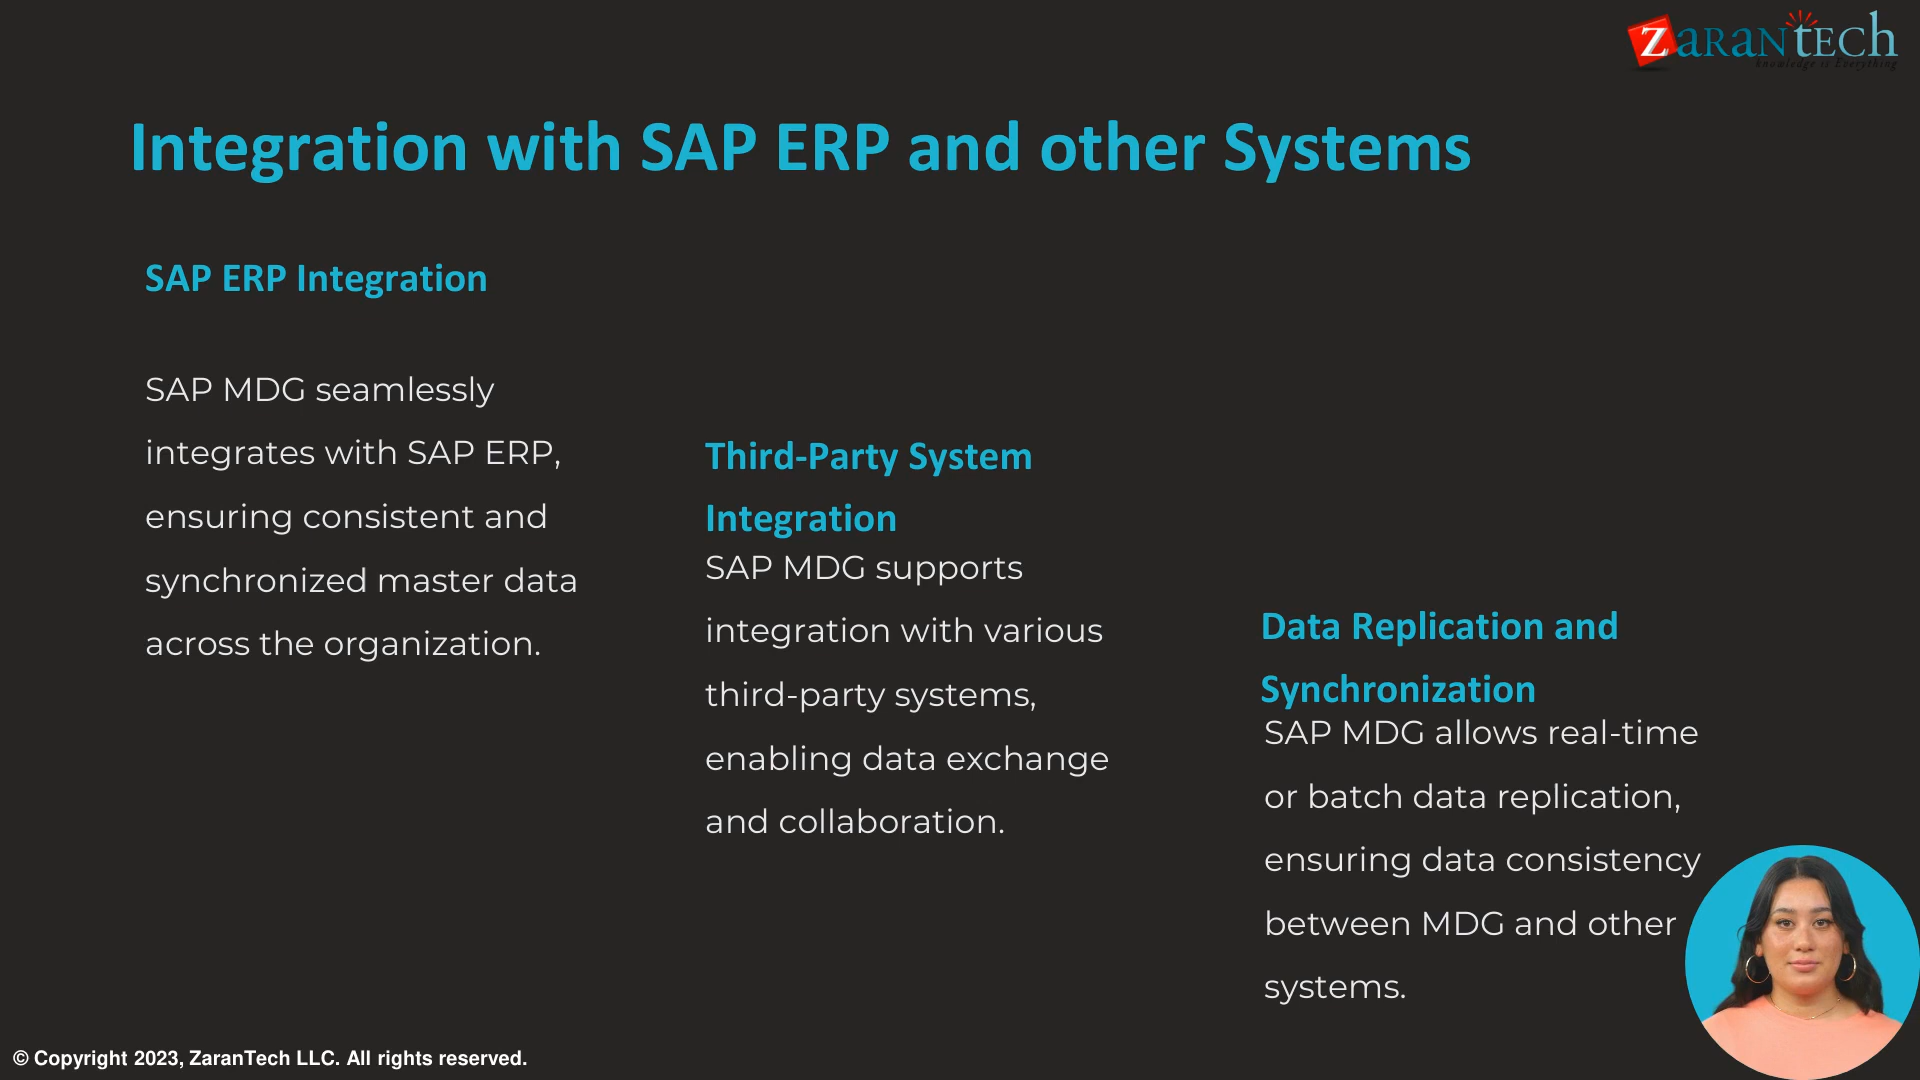 ZaranTech
knowledge is Everything
Integration with SAP ERP and other Systems
SAP ERP Integration
SAP MDG seamlessly
integrates with SAP ERP,
ensuring consistent and
synchronized master data
across the organization.
Third-Party System
Integration
SAP MDG supports
integration with various
third-party systems,
enabling data exchange
and collaboration.
Data Replication and
Synchronization
SAP MDG allows real-time
or batch data replication,
ensuring data consistency
between MDG and other
systems.
© Copyright 2023, ZaranTech LLC. All rights reserved.